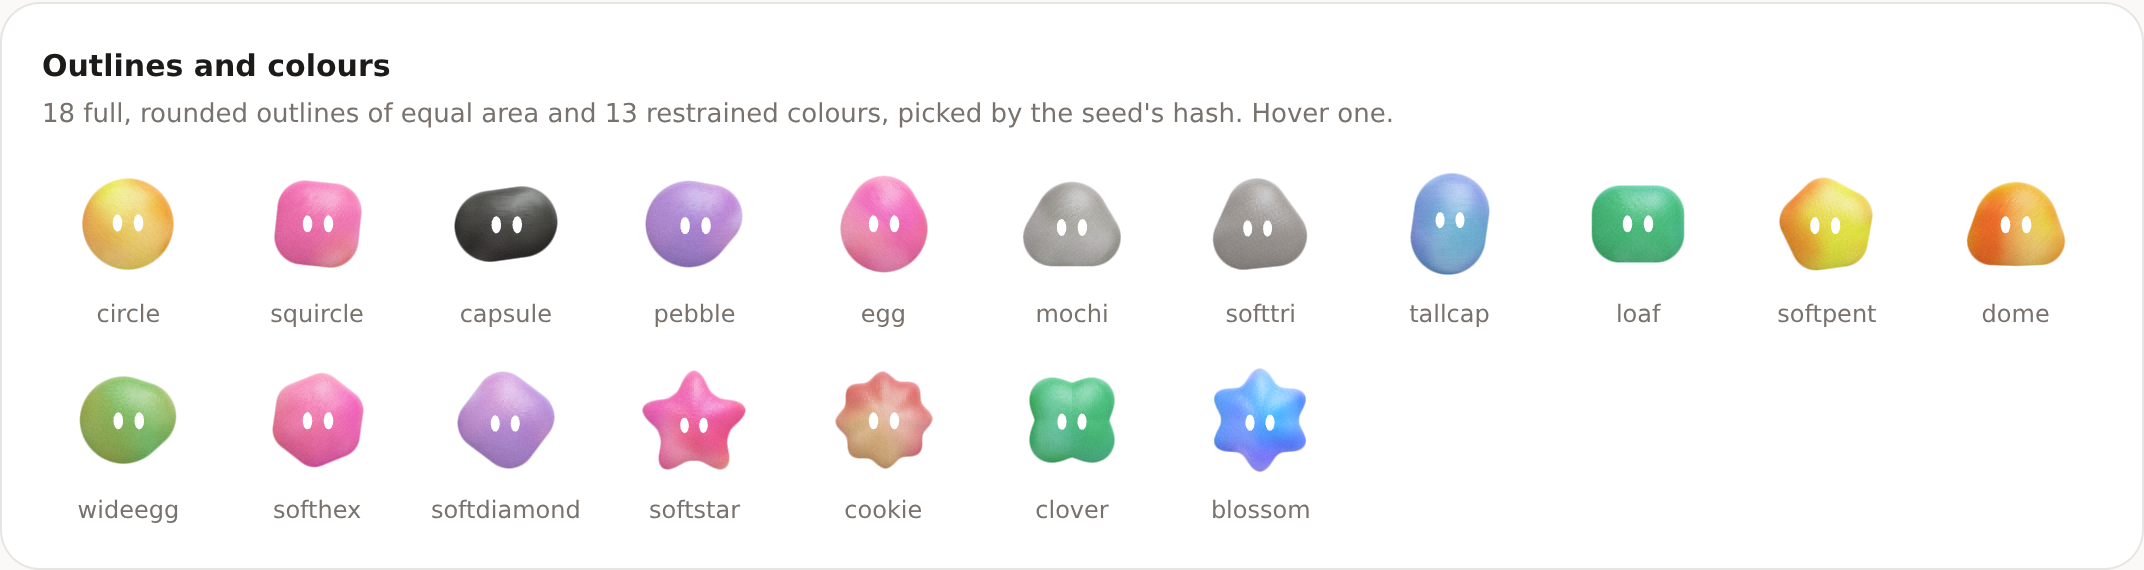 Outlines and colours
18 full, rounded outlines of equal area and 13 restrained colours, picked by the seed's hash. Hover one.
circle squircle capsule pebble egg mochi softtri tallcap loaf softpent dome
wideegg softhex softdiamond softstar cookie clover blossom